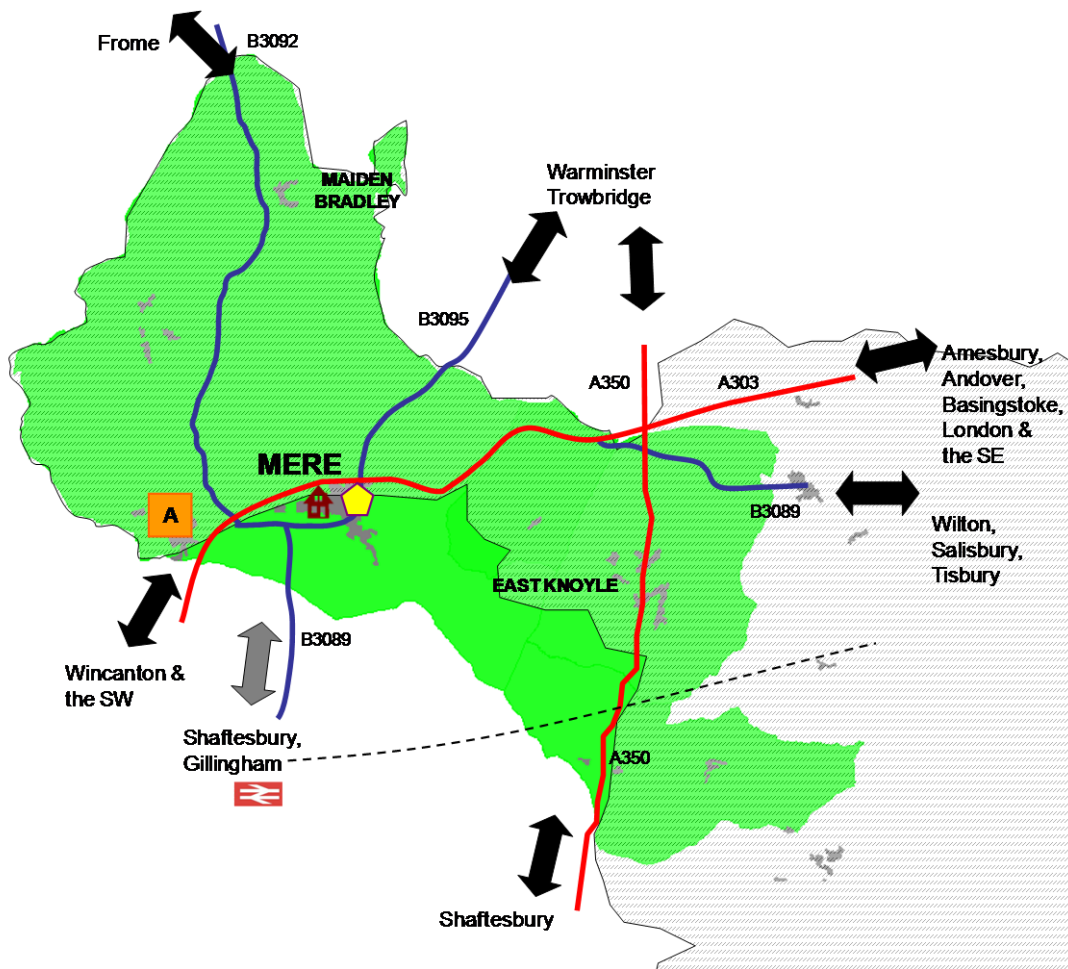 Frome
B3092
MAIDEN
BRADLEY
Warminster
Trowbridge
B3095
A350
A303
Amesbury,
Andover,
Basingstoke,
London &
the SE
MERE
A
B3089
Wilton,
Salisbury,
Tisbury
EAST KNOYLE
B3089
Wincanton &
the SW
Shaftesbury,
Gillingham
A350
Shaftesbury